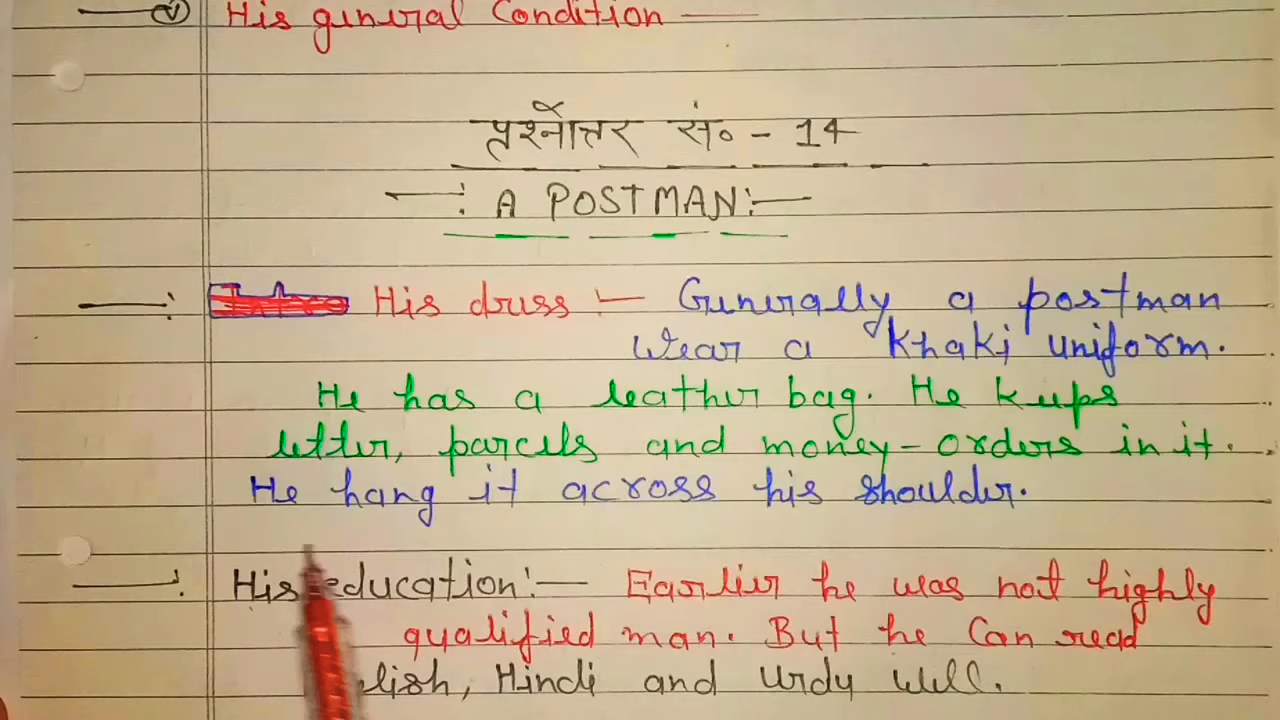 (v) His general Condition —
प्रश्नोत्तर सं० - 14
—: A POSTMAN:—
—: His dress :— Generally a postman
wear a Khaki uniform.
He has a leather bag. He keeps
letter, parcels and money-orders in it.
He hang it across his shoulder.
—: His education:— Earlier he was not highly
qualified man. But he Can read
lish, Hindi and Urdu well.